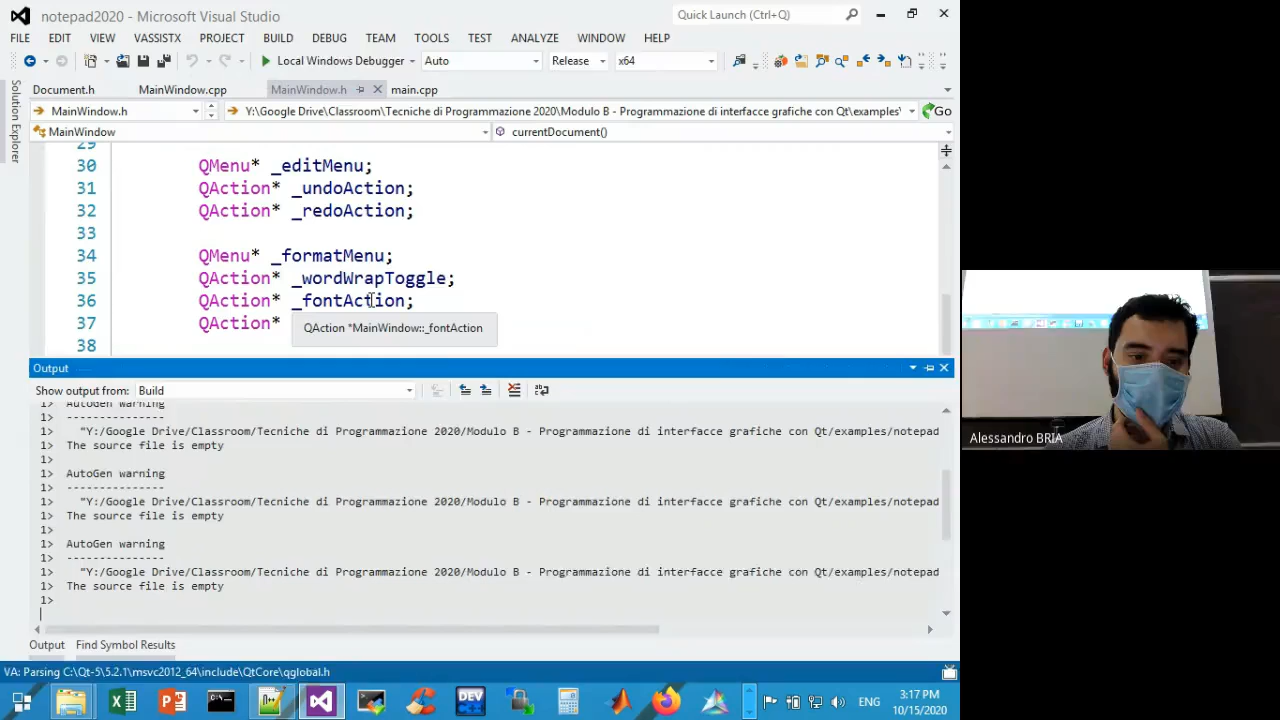 notepad2020 - Microsoft Visual Studio
Quick Launch (Ctrl+Q)
FILE EDIT VIEW VASSISTX PROJECT BUILD DEBUG TEAM TOOLS TEST ANALYZE WINDOW HELP
Local Windows Debugger Auto Release x64
Solution Explorer
Document.h MainWindow.cpp MainWindow.h main.cpp
MainWindow.h Y:\Google Drive\Classroom\Tecniche di Programmazione 2020\Modulo B - Programmazione di interfacce grafiche con Qt\examples\ Go
MainWindow currentDocument()
29
30 QMenu* _editMenu;
31 QAction* _undoAction;
32 QAction* _redoAction;
33
34 QMenu* _formatMenu;
35 QAction* _wordWrapToggle;
36 QAction* _fontAction;
37 QAction*
QAction *MainWindow::_fontAction
38
Output
Show output from: Build
1> AutoGen warning
1> ---------------
1> "Y:/Google Drive/Classroom/Tecniche di Programmazione 2020/Modulo B - Programmazione di interfacce grafiche con Qt/examples/notepad
1> The source file is empty
1>
1> AutoGen warning
1> ---------------
1> "Y:/Google Drive/Classroom/Tecniche di Programmazione 2020/Modulo B - Programmazione di interfacce grafiche con Qt/examples/notepad
1> The source file is empty
1>
1> AutoGen warning
1> ---------------
1> "Y:/Google Drive/Classroom/Tecniche di Programmazione 2020/Modulo B - Programmazione di interfacce grafiche con Qt/examples/notepad
1> The source file is empty
1>
Output Find Symbol Results
VA: Parsing C:\Qt-5\5.2.1\msvc2012_64\include\QtCore\qglobal.h
DEV
ENG
3:17 PM
10/15/2020
Alessandro BRIA